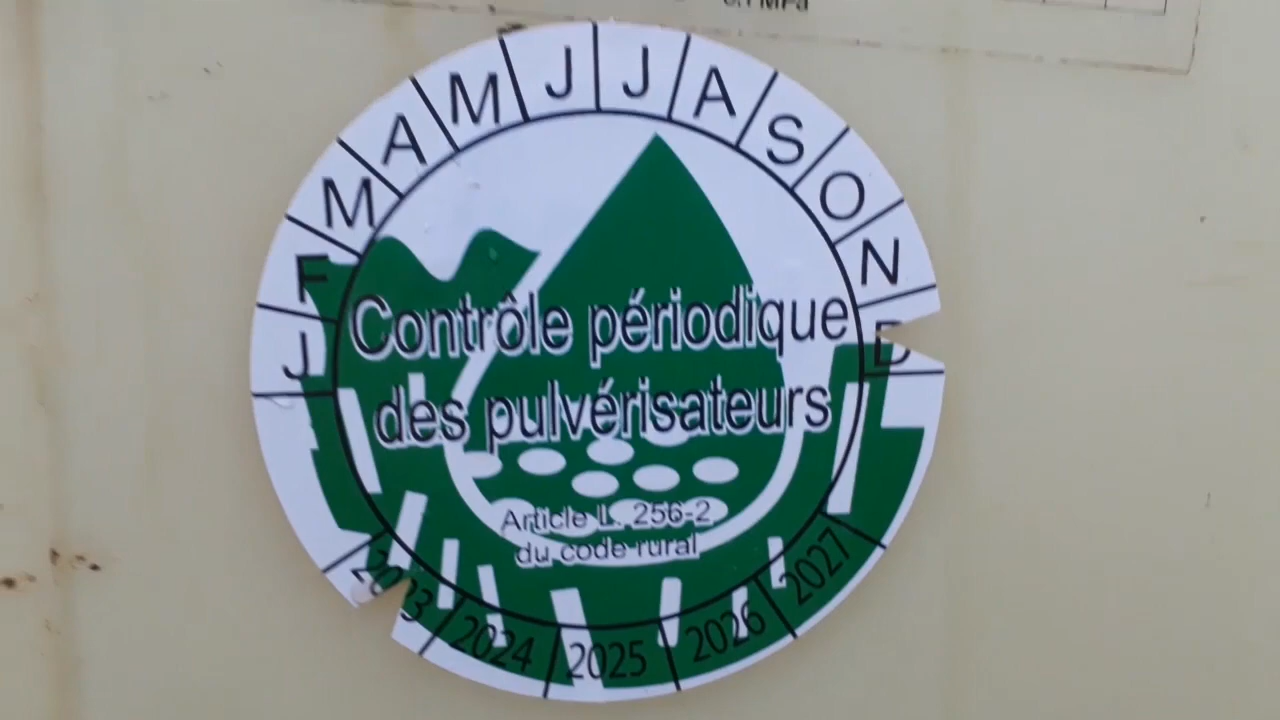 J F M A M J J A S O N D
Contrôle périodique
des pulvérisateurs
Article L. 256-2
du code rural
2023 2024 2025 2026 2027